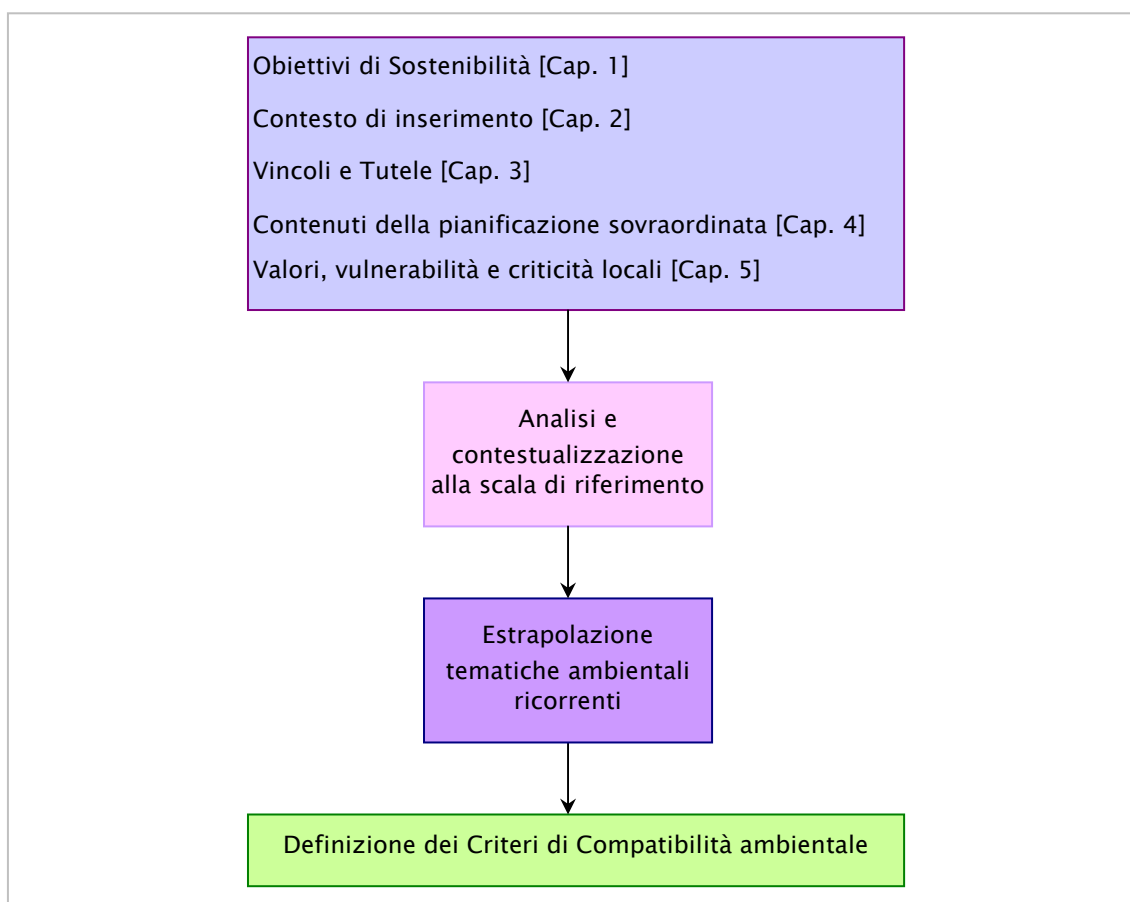 Obiettivi di Sostenibilità [Cap. 1]
Contesto di inserimento [Cap. 2]
Vincoli e Tutele [Cap. 3]
Contenuti della pianificazione sovraordinata [Cap. 4]
Valori, vulnerabilità e criticità locali [Cap. 5]
Analisi e
contestualizzazione
alla scala di riferimento
Estrapolazione
tematiche ambientali
ricorrenti
Definizione dei Criteri di Compatibilità ambientale